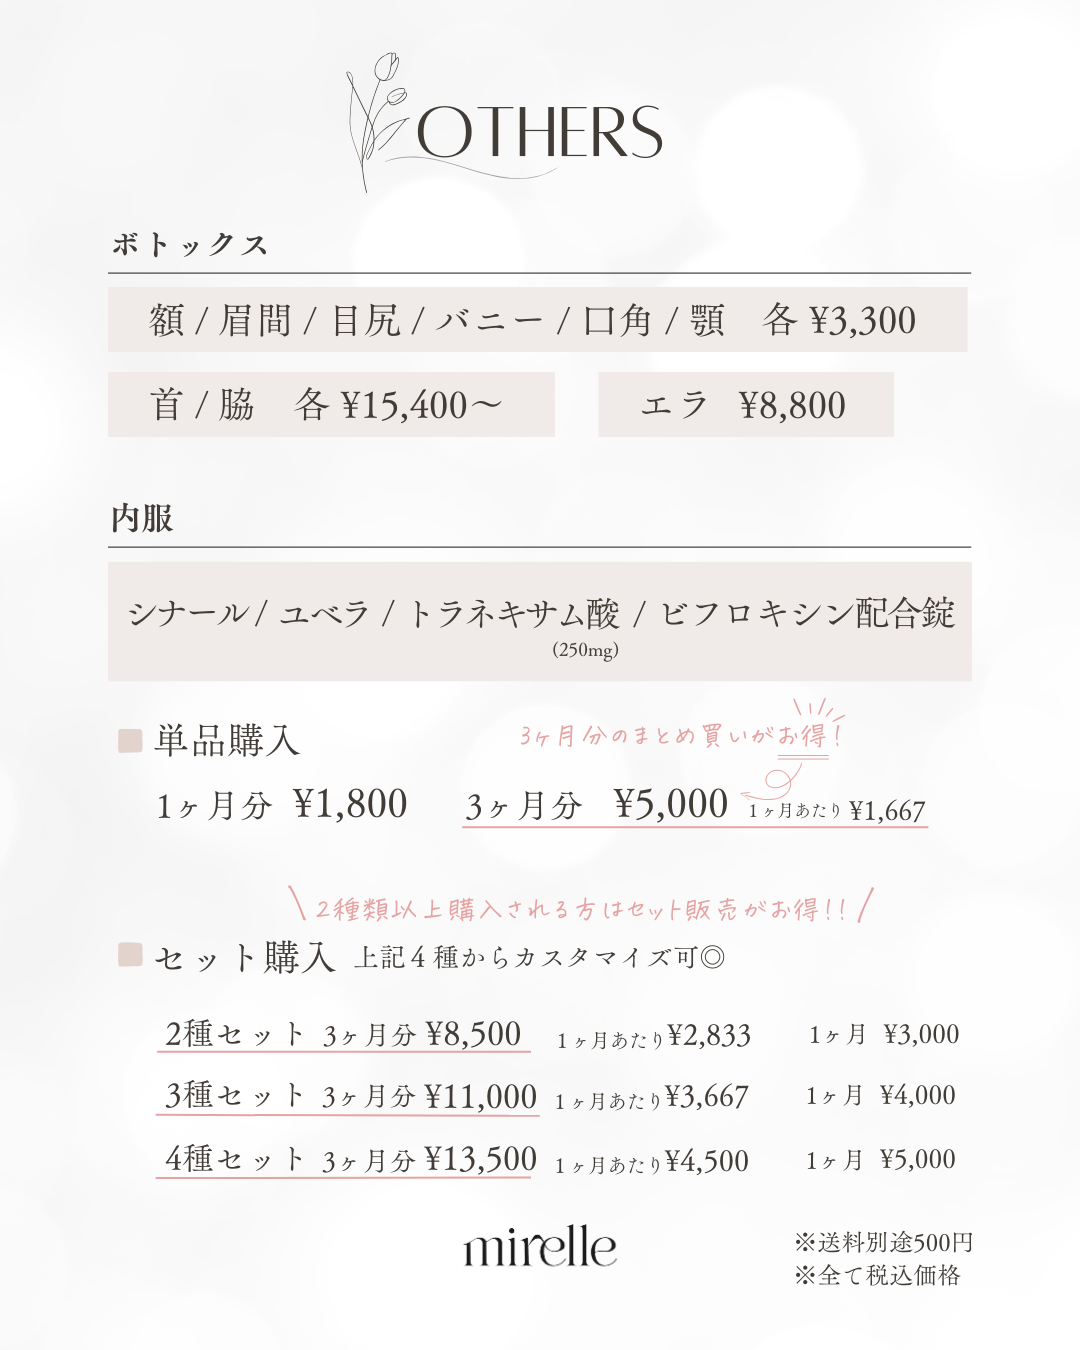 OTHERS
ボトックス
額 / 眉間 / 目尻 / バニー / 口角 / 顎　各 ¥3,300
首 / 脇　各 ¥15,400〜　エラ　¥8,800
内服
シナール / ユベラ / トラネキサム酸 / ビフロキシン配合錠
(250mg)
3ヶ月分のまとめ買いがお得!
単品購入
1ヶ月分 ¥1,800　3ヶ月分 ¥5,000 1ヶ月あたり ¥1,667
\ 2種類以上購入される方はセット販売がお得!! /
セット購入 上記4種からカスタマイズ可◎
2種セット 3ヶ月分 ¥8,500 1ヶ月あたり¥2,833 1ヶ月 ¥3,000
3種セット 3ヶ月分 ¥11,000 1ヶ月あたり¥3,667 1ヶ月 ¥4,000
4種セット 3ヶ月分 ¥13,500 1ヶ月あたり¥4,500 1ヶ月 ¥5,000
mirelle
※送料別途500円
※全て税込価格